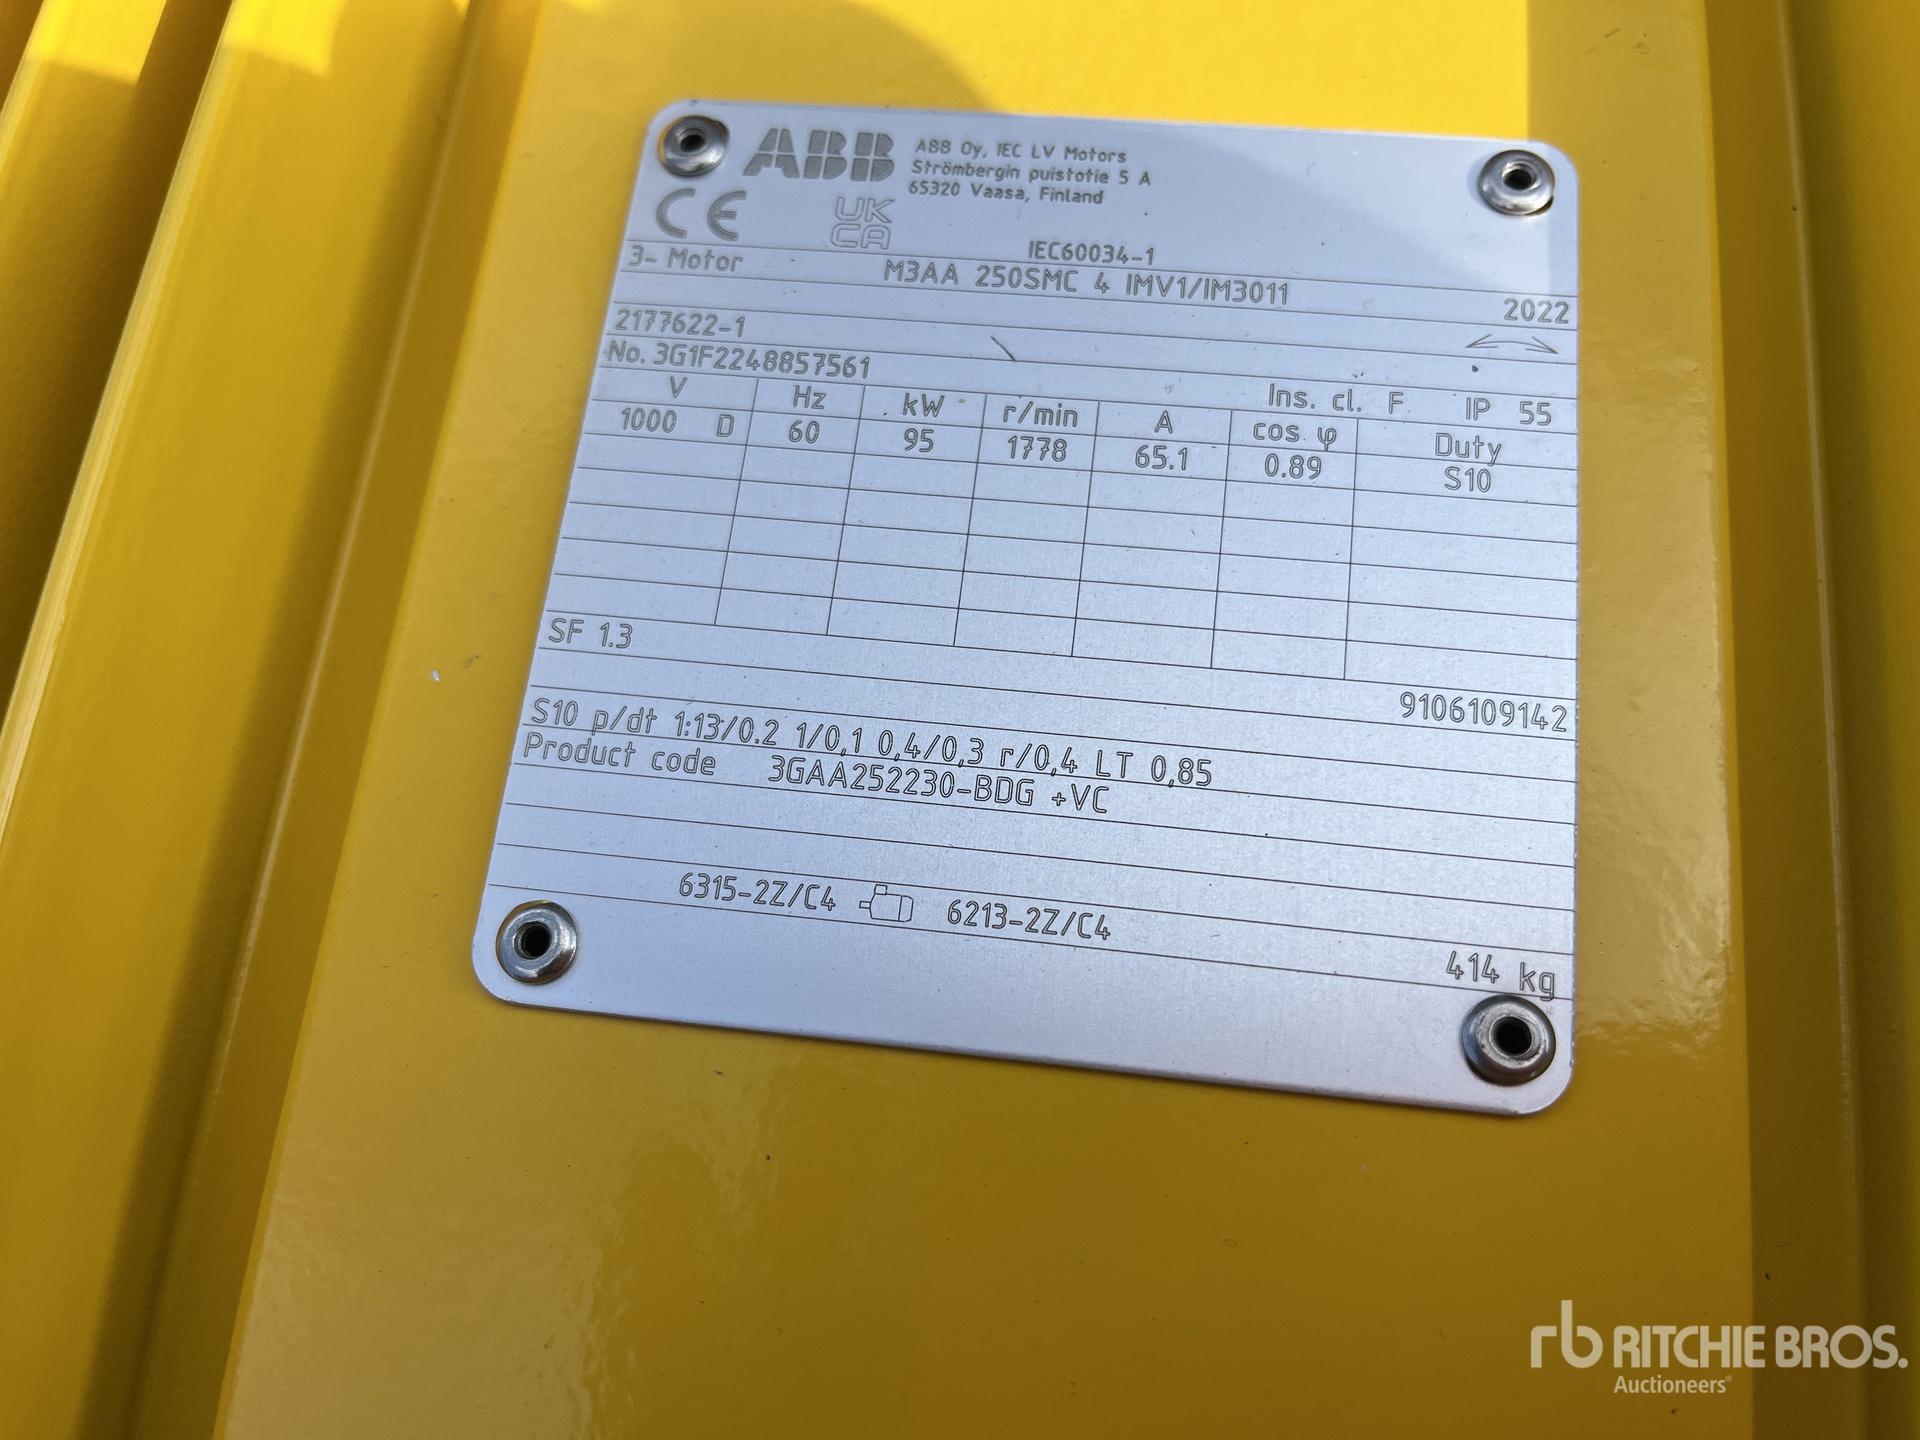 ABB
ABB Oy, IEC LV Motors
Strömbergin puistotie 5 A
65320 Vaasa, Finland
CE UK
CA
IEC60034-1
3~ Motor M3AA 250SMC 4 IMV1/IM3011 2022
2177622-1
No. 3G1F2248857561 Ins. cl. F IP 55
V Hz kW r/min A cos φ Duty
1000 D 60 95 1778 65.1 0.89 S10
SF 1.3
9106109142
S10 p/dt 1:13/0.2 1/0,1 0,4/0,3 r/0,4 LT 0,85
Product code 3GAA252230-BDG +VC
6315-2Z/C4 6213-2Z/C4
414 kg
rb RITCHIE BROS.
Auctioneers